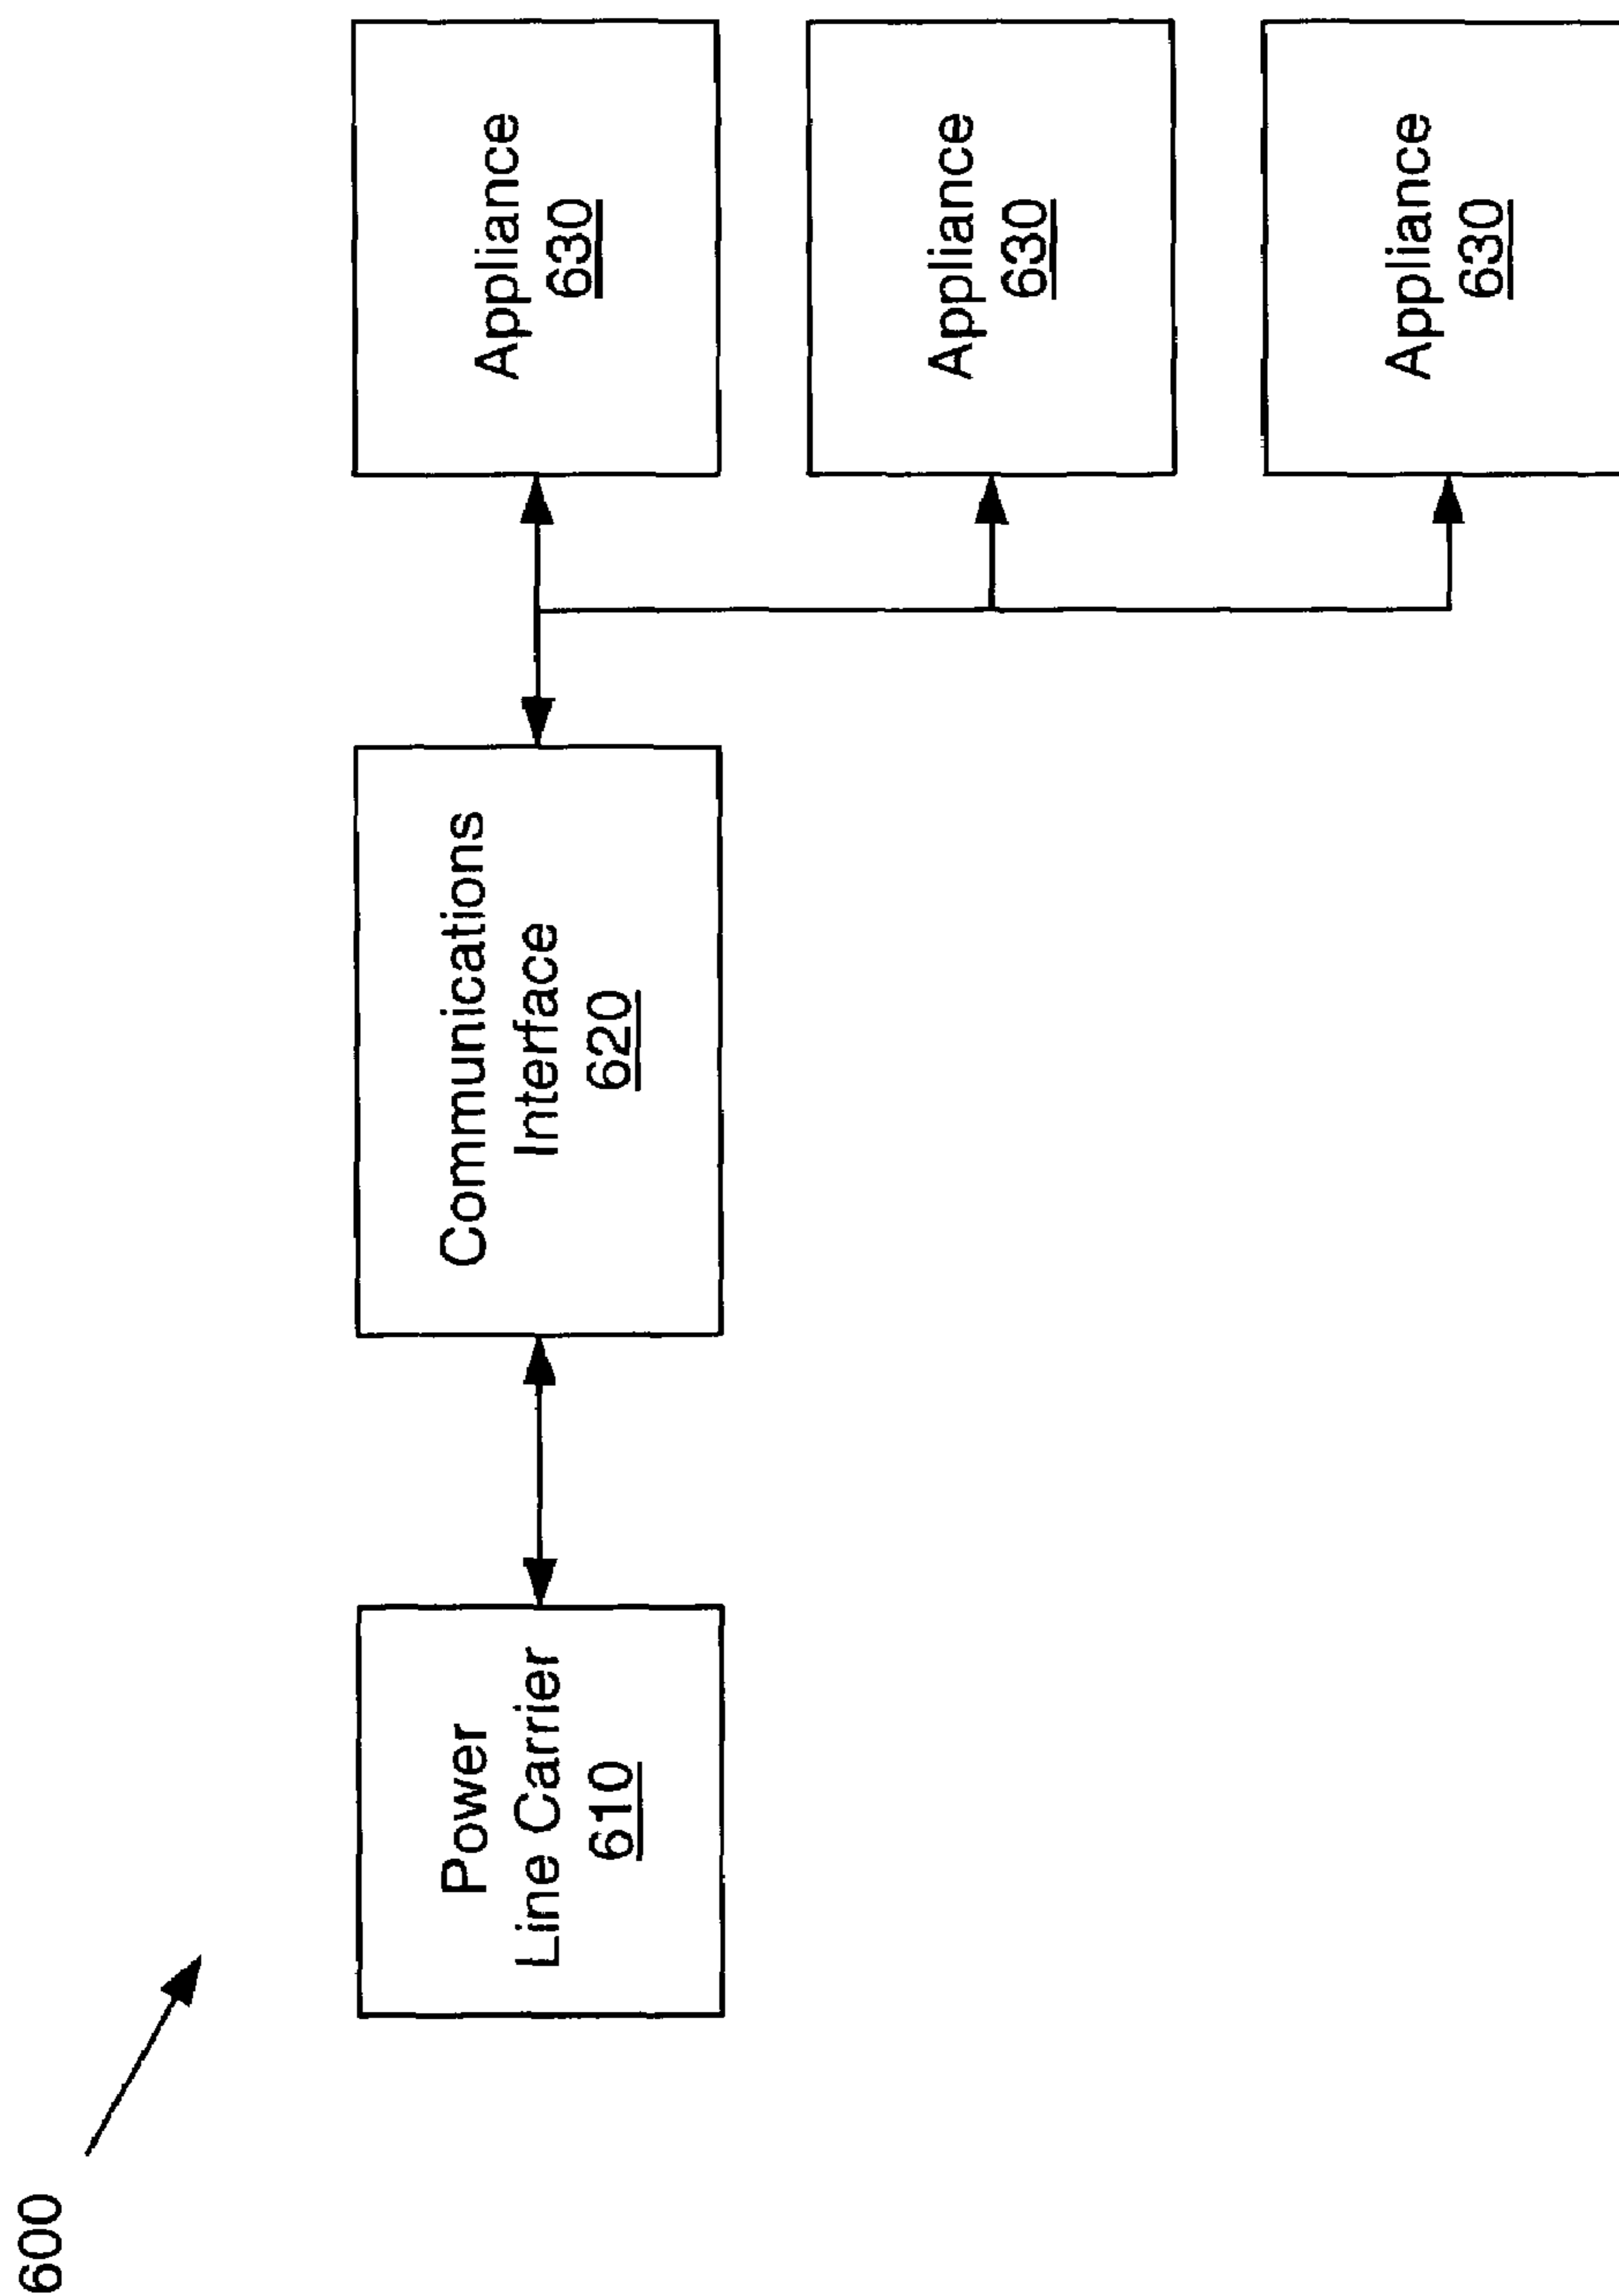 600
Power
Line Carrier
610
Communications
Interface
620
Appliance
630
Appliance
630
Appliance
630